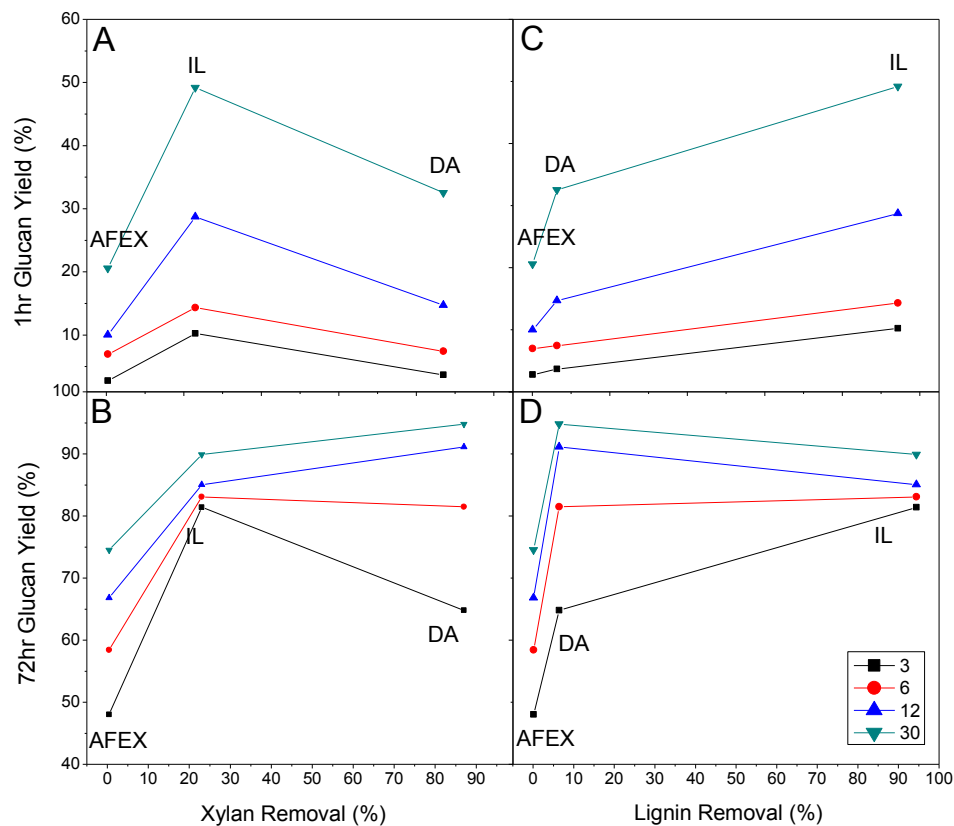 A
C
60
50
40
30
20
10
1hr Glucan Yield (%)
AFEX
IL
DA
AFEX
DA
IL
B
D
100
90
80
70
60
50
40
72hr Glucan Yield (%)
AFEX
IL
DA
AFEX
DA
IL
3
6
12
30
0 10 20 30 40 50 60 70 80 90
0 10 20 30 40 50 60 70 80 90 100
Xylan Removal (%)
Lignin Removal (%)